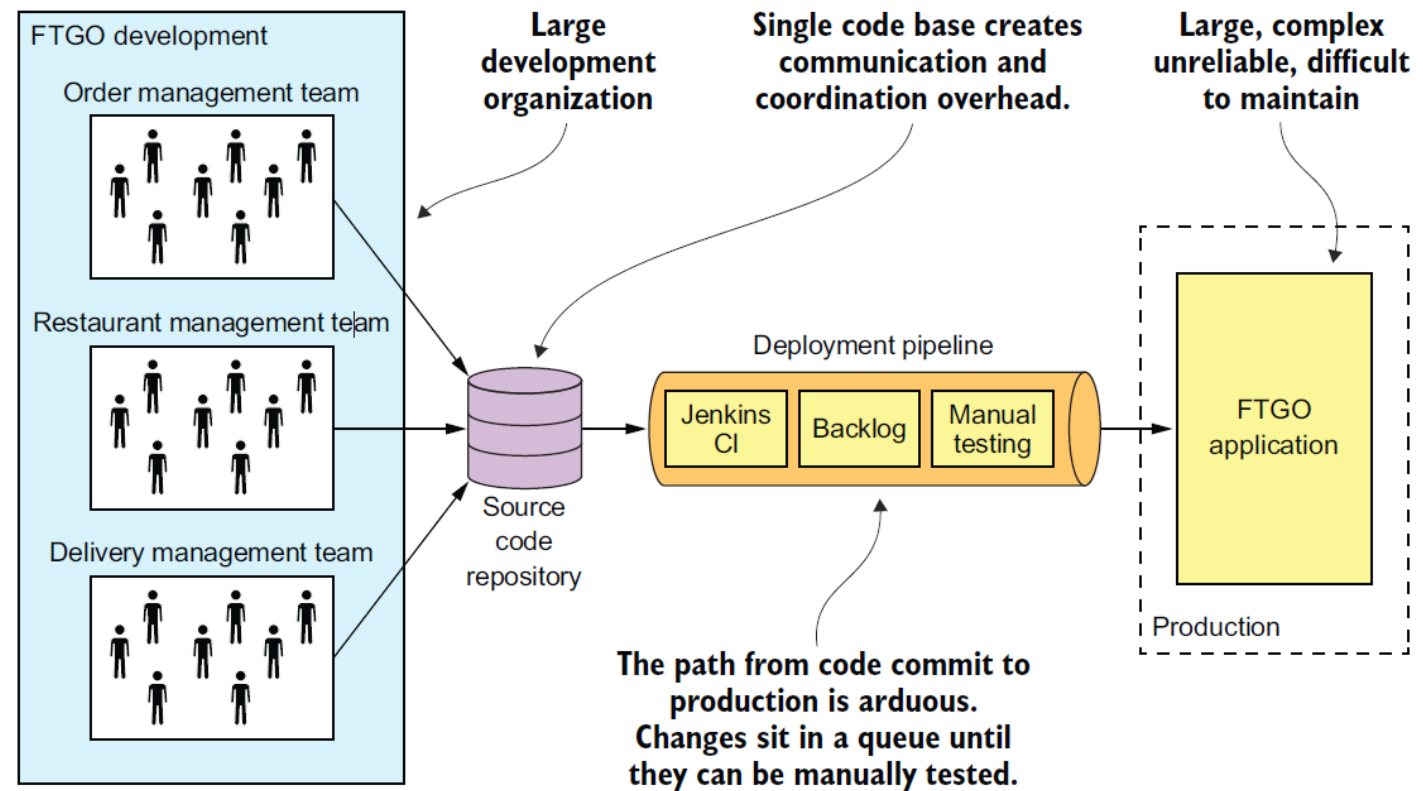 FTGO development
Order management team
Restaurant management team
Delivery management team
Large
development
organization
Single code base creates
communication and
coordination overhead.
Large, complex
unreliable, difficult
to maintain
Source
code
repository
Deployment pipeline
Jenkins
CI
Backlog
Manual
testing
The path from code commit to
production is arduous.
Changes sit in a queue until
they can be manually tested.
FTGO
application
Production